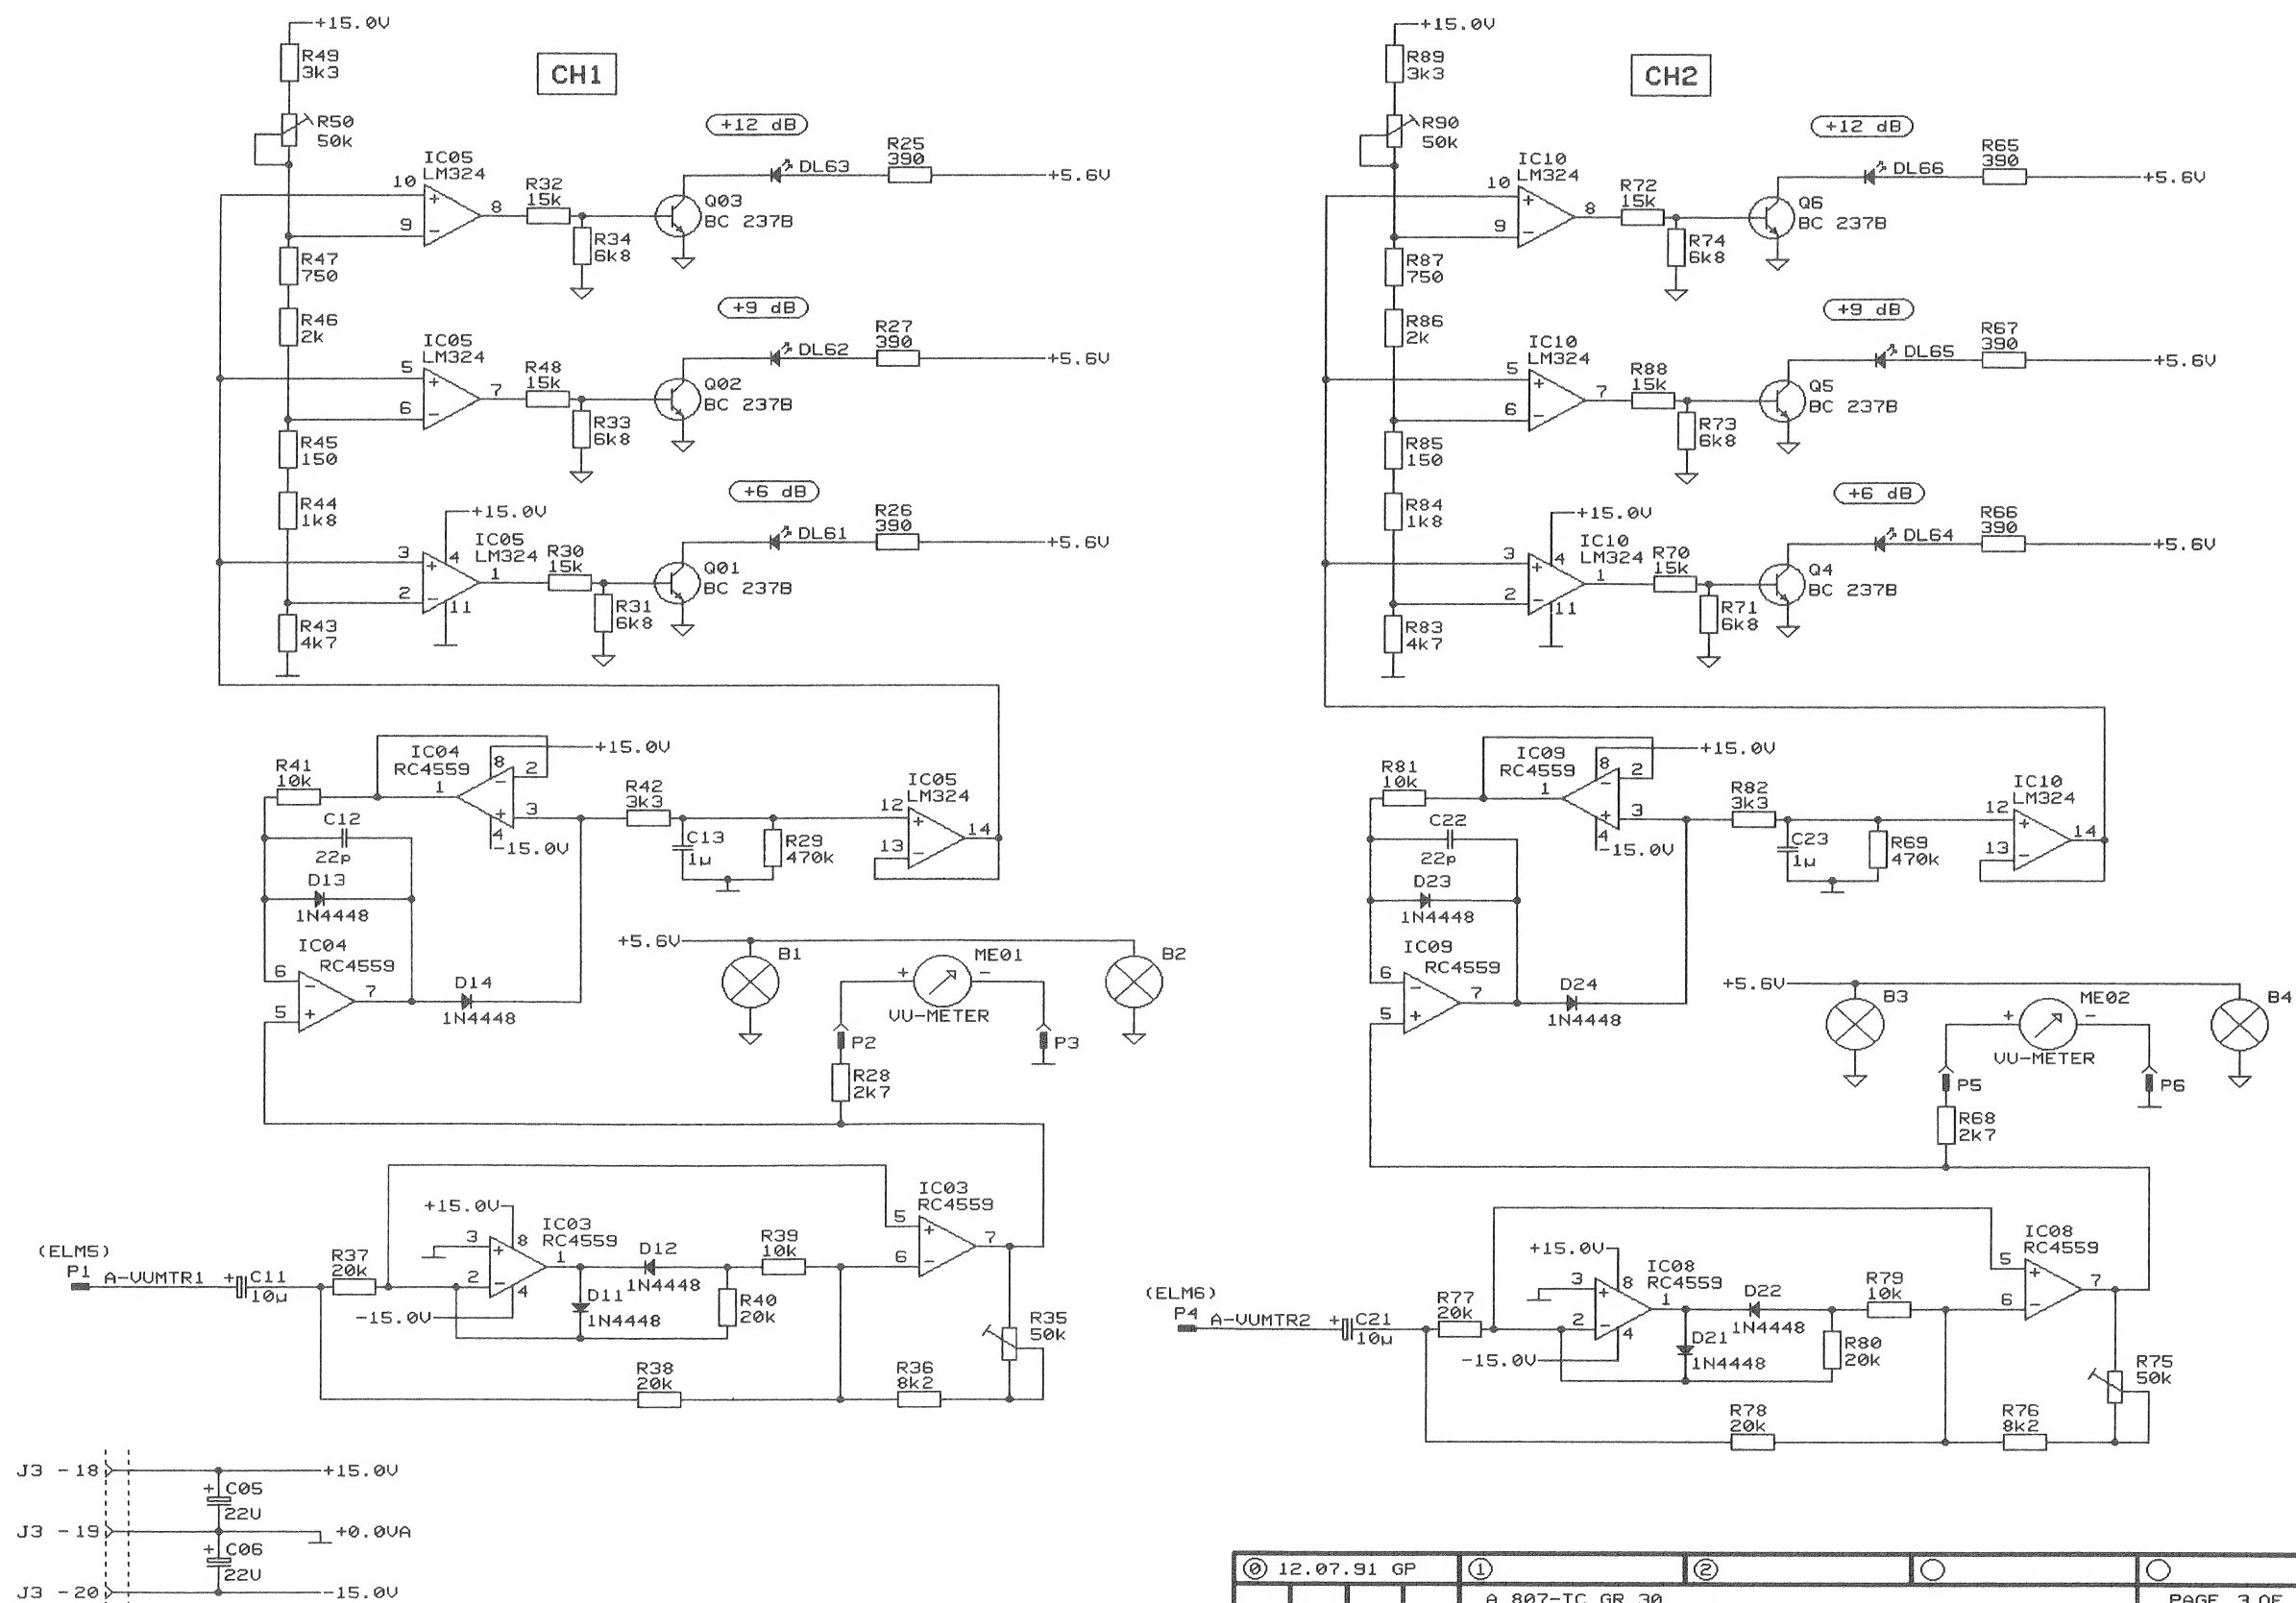 +15.0V
R49
3k3
R50
50k
CH1
+12 dB
IC05
LM324
10
9
8
R32
15k
R34
6k8
Q03
BC 237B
DL63
R25
390
+5.6V
R47
750
R46
2k
+9 dB
IC05
LM324
5
6
7
R48
15k
R33
6k8
Q02
BC 237B
DL62
R27
390
+5.6V
R45
150
R44
1k8
+6 dB
+15.0V
IC05
LM324
3
2
4
11
1
R30
15k
R31
6k8
Q01
BC 237B
DL61
R26
390
+5.6V
R43
4k7
R41
10k
IC04
RC4559
+15.0V
8
2
1
3
4
-15.0V
C12
22p
D13
1N4448
IC04
RC4559
6
5
7
D14
1N4448
R42
3k3
C13
1µ
R29
470k
IC05
LM324
12
13
14
+5.6V
B1
ME01
+
-
VU-METER
B2
P2
P3
R28
2k7
(ELM5)
P1
A-VUMTR1
+
C11
10µ
R37
20k
+15.0V
3
2
8
4
-15.0V
IC03
RC4559
1
D12
1N4448
D11
1N4448
R39
10k
R40
20k
IC03
RC4559
5
6
7
R35
50k
R38
20k
R36
8k2
J3 -18
+15.0V
+
C05
22U
J3 -19
+0.0VA
+
C06
22U
J3 -20
-15.0V
+15.0V
R89
3k3
R90
50k
CH2
+12 dB
IC10
LM324
10
9
8
R72
15k
R74
6k8
Q6
BC 237B
DL66
R65
390
+5.6V
R87
750
R86
2k
+9 dB
IC10
LM324
5
6
7
R88
15k
R73
6k8
Q5
BC 237B
DL65
R67
390
+5.6V
R85
150
R84
1k8
+6 dB
+15.0V
IC10
LM324
3
2
4
11
1
R70
15k
R71
6k8
Q4
BC 237B
DL64
R66
390
+5.6V
R83
4k7
R81
10k
IC09
RC4559
+15.0V
8
2
1
3
4
-15.0V
C22
22p
D23
1N4448
IC09
RC4559
6
5
7
D24
1N4448
R82
3k3
C23
1µ
R69
470k
IC10
LM324
12
13
14
+5.6V
B3
ME02
+
-
VU-METER
B4
P5
P6
R68
2k7
(ELM6)
P4
A-VUMTR2
+
C21
10µ
R77
20k
+15.0V
3
2
8
4
-15.0V
IC08
RC4559
1
D22
1N4448
D21
1N4448
R79
10k
R80
20k
IC08
RC4559
5
6
7
R75
50k
R78
20k
R76
8k2
0 12.07.91 GP
1
2
A 807-TC GR 30
PAGE 3 OF